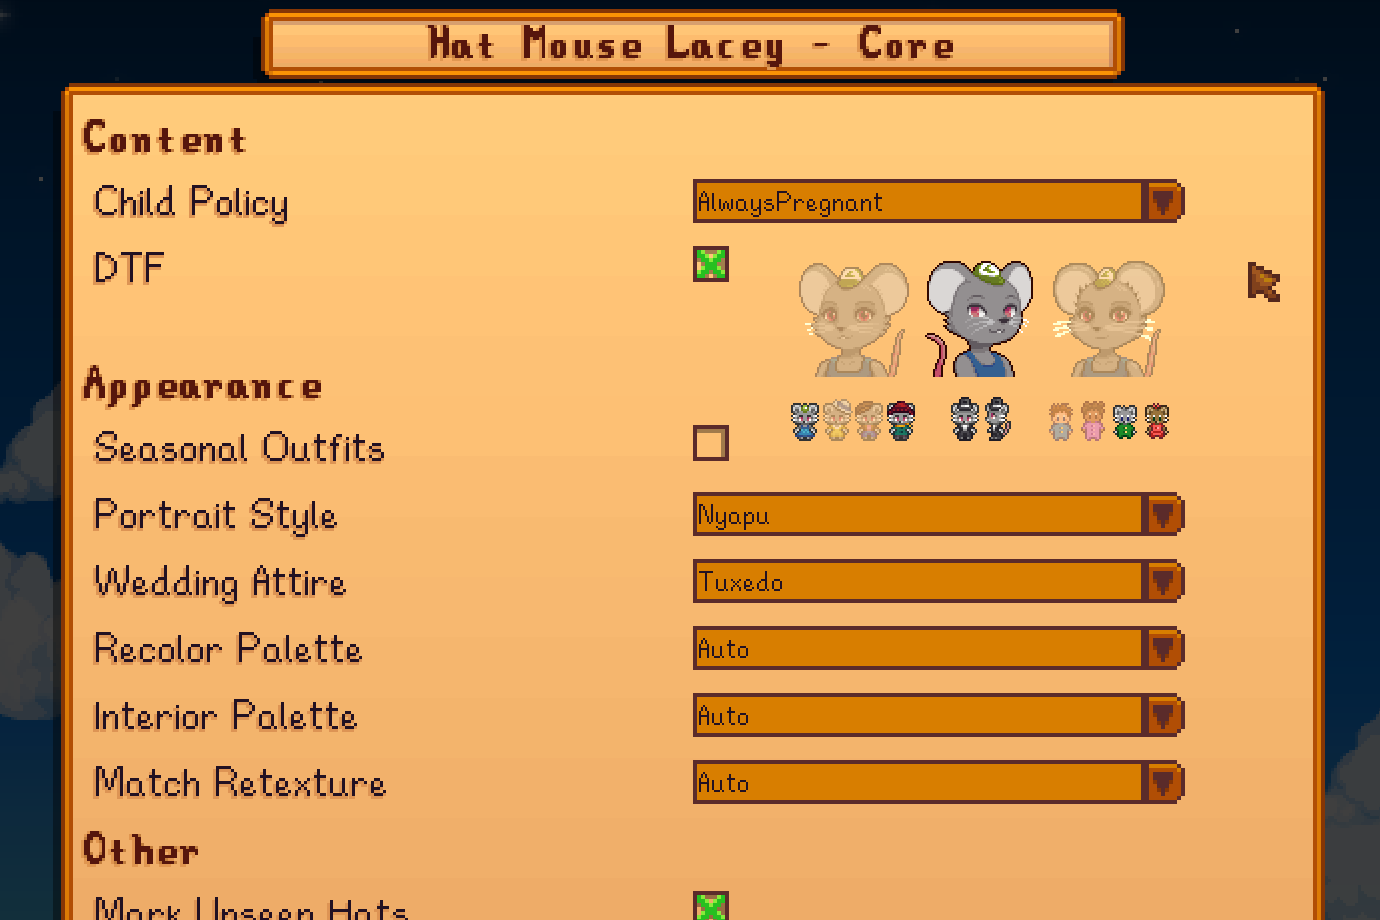 Hat Mouse Lacey - Core
Content
Child Policy
AlwaysPregnant
DTF
Appearance
Seasonal Outfits
Portrait Style
Nyapu
Wedding Attire
Tuxedo
Recolor Palette
Auto
Interior Palette
Auto
Match Retexture
Auto
Other
Mark Unseen Hats